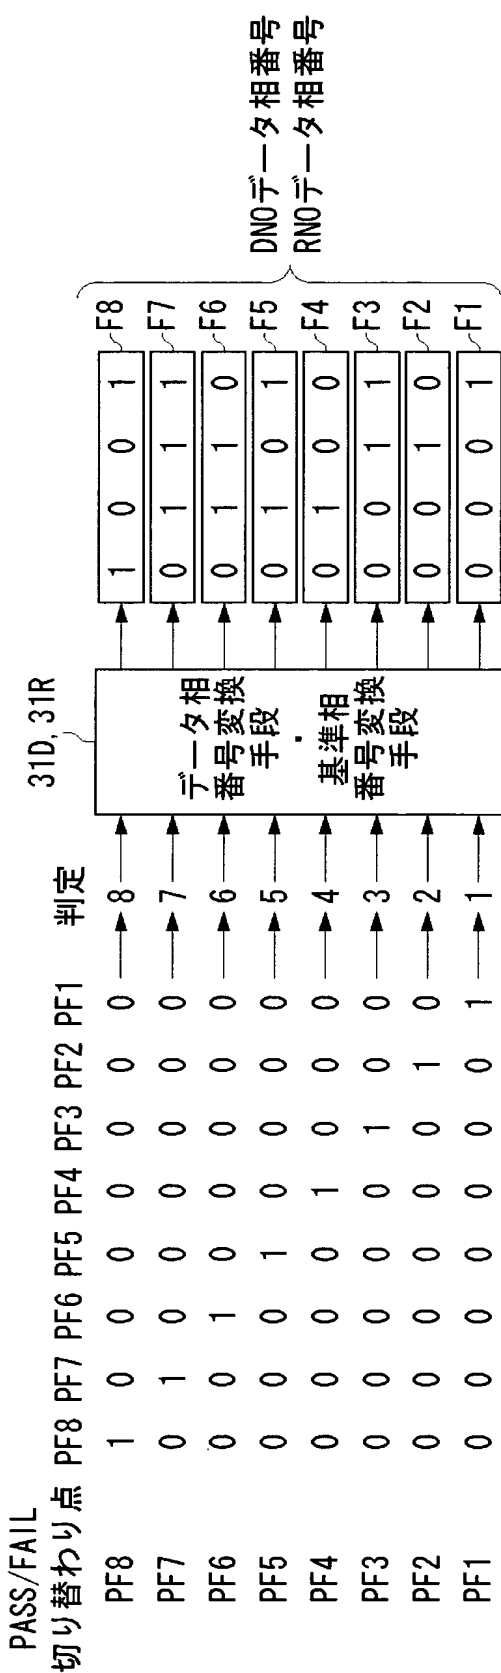 PASS/FAIL
切り替わり点 PF8 PF7 PF6 PF5 PF4 PF3 PF2 PF1 判定
31D, 31R
PF8 1 0 0 0 0 0 0 0 8 1 0 0 1 F8
PF7 0 1 0 0 0 0 0 0 7 0 1 1 1 F7
PF6 0 0 1 0 0 0 0 0 6 0 1 1 0 F6
PF5 0 0 0 1 0 0 0 0 5 0 1 0 1 F5
PF4 0 0 0 0 1 0 0 0 4 0 1 0 0 F4
PF3 0 0 0 0 0 1 0 0 3 0 0 1 1 F3
PF2 0 0 0 0 0 0 1 0 2 0 0 1 0 F2
PF1 0 0 0 0 0 0 0 1 1 0 0 0 1 F1
データ相
番号変換
手段
・
基準相
番号変換
手段
DNOデータ相番号
RNOデータ相番号